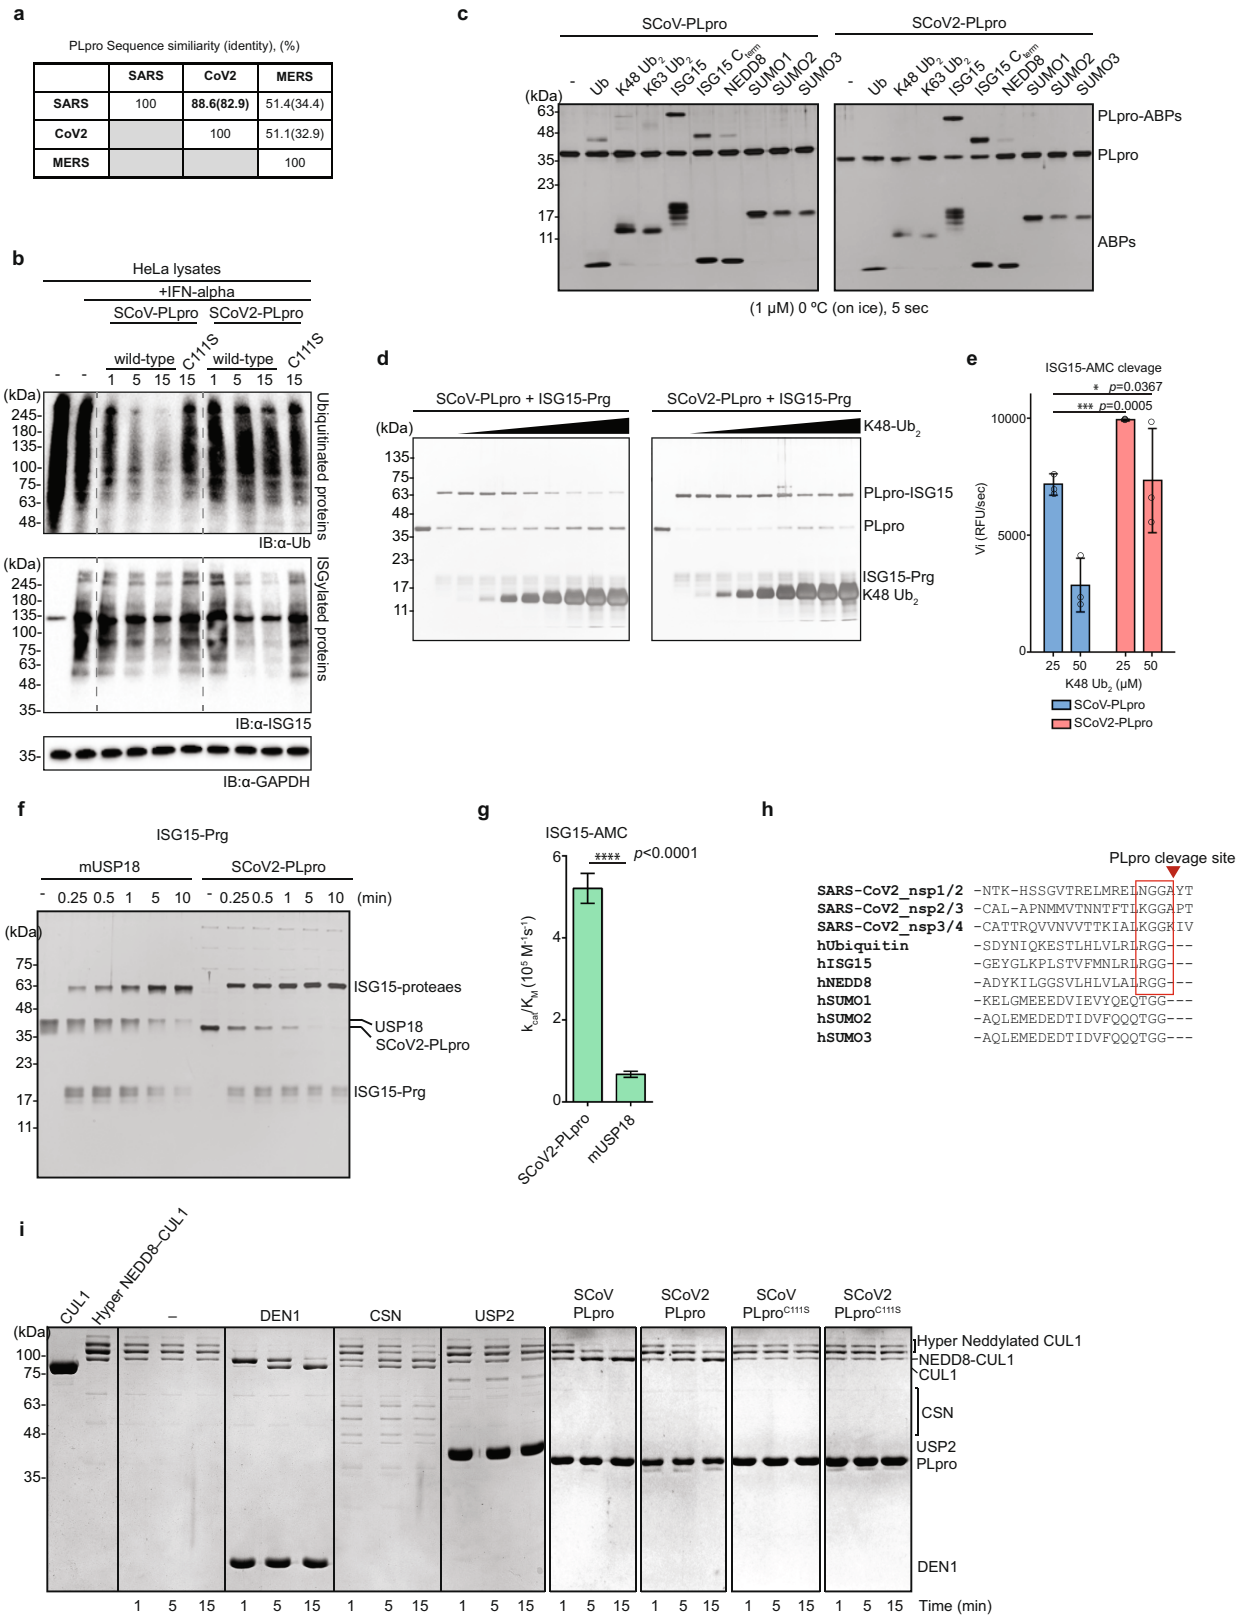 a
PLpro Sequence similiarity (identity), (%)
SARS CoV2 MERS
SARS 100 88.6(82.9) 51.4(34.4)
CoV2 100 51.1(32.9)
MERS 100
b
HeLa lysates
+IFN-alpha
SCoV-PLpro SCoV2-PLpro
wild-type C111S wild-type C111S
- - 1 5 15 15 1 5 15 15
(kDa)
245-
180-
135-
100-
75-
63-
48-
Ubiquitinated proteins
IB:α-Ub
(kDa)
245-
180-
135-
100-
75-
63-
48-
35-
ISGylated proteins
IB:α-ISG15
35-
IB:α-GAPDH
c
SCoV-PLpro SCoV2-PLpro
- Ub K48 Ub2 K63 Ub2 ISG15 ISG15 Cterm NEDD8 SUMO1 SUMO2 SUMO3
- Ub K48 Ub2 K63 Ub2 ISG15 ISG15 Cterm NEDD8 SUMO1 SUMO2 SUMO3
(kDa)
63-
48-
35-
23-
17-
11-
PLpro-ABPs
PLpro
ABPs
(1 μM) 0 ºC (on ice), 5 sec
d
SCoV-PLpro + ISG15-Prg SCoV2-PLpro + ISG15-Prg
(kDa) K48-Ub2
135-
75-
63-
48-
35-
23-
17-
11-
PLpro-ISG15
PLpro
ISG15-Prg
K48 Ub2
e
ISG15-AMC cleavage
* p=0.0367
*** p=0.0005
10000
5000
0
Vi (RFU/sec)
25 50 25 50
K48 Ub2 (μM)
SCoV-PLpro
SCoV2-PLpro
f
ISG15-Prg
mUSP18 SCoV2-PLpro
- 0.25 0.5 1 5 10 - 0.25 0.5 1 5 10 (min)
(kDa)
75-
63-
48-
35-
23-
17-
11-
ISG15-proteaes
USP18
SCoV2-PLpro
ISG15-Prg
g
ISG15-AMC
**** p<0.0001
6
4
2
0
kcat/KM (10⁵ M⁻¹s⁻¹)
SCoV2-PLpro mUSP18
h
PLpro clevage site
SARS-CoV2_nsp1/2 -NTK-HSSGVTRELMRELNGGAYT
SARS-CoV2_nsp2/3 -CAL-APNMMVTNNTFTLKGGAPT
SARS-CoV2_nsp3/4 -CATTRQVVNVVTTKIALKGGKIV
hUbiquitin -SDYNIQKESTLHLVLRLRGG---
hISG15 -GEYGLKPLSTVFMNLRLRGG---
hNEDD8 -ADYKILGGSVLHLVLALRGG---
hSUMO1 -KELGMEEEDVIEVYQEQTGG---
hSUMO2 -AQLEMEDEDTIDVFQQQTGG---
hSUMO3 -AQLEMEDEDTIDVFQQQTGG---
i
CUL1 Hyper NEDD8–CUL1 – DEN1 CSN USP2 SCoV PLpro SCoV2 PLpro SCoV PLproC111S SCoV2 PLproC111S
(kDa)
100-
75-
63-
48-
35-
Hyper Neddylated CUL1
NEDD8-CUL1
CUL1
CSN
USP2
PLpro
DEN1
1 5 15 1 5 15 1 5 15 1 5 15 1 5 15 1 5 15 1 5 15 1 5 15 Time (min)